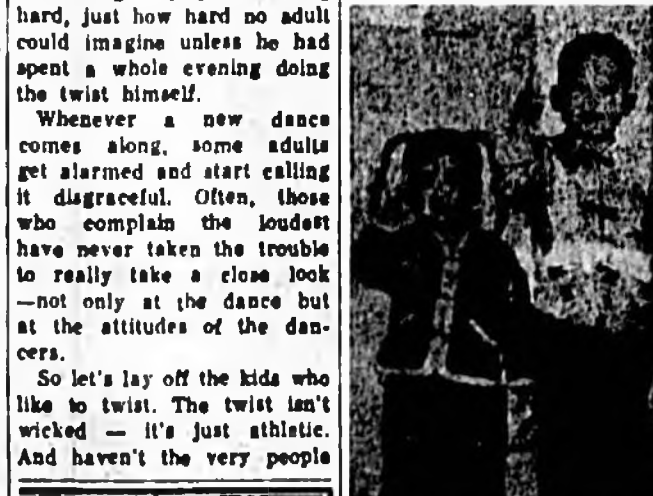 hard, just how hard no adult
could imagine unless he had
spent a whole evening doing
the twist himself.
Whenever a new dance
comes along, some adults
get alarmed and start calling
it disgraceful. Often, those
who complain the loudest
have never taken the trouble
to really take a close look
—not only at the dance but
at the attitudes of the dan-
cers.
So let's lay off the kids who
like to twist. The twist isn't
wicked — it's just athletic.
And haven't the very people